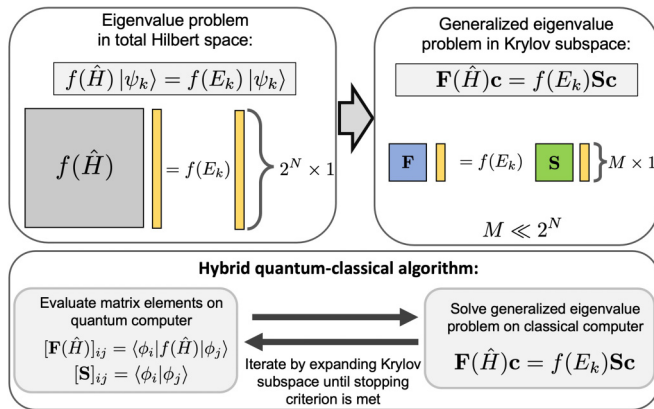 Eigenvalue problem
in total Hilbert space:
f(Ĥ) |ψ_k⟩ = f(E_k) |ψ_k⟩
f(Ĥ)
= f(E_k)
2^N × 1
Generalized eigenvalue
problem in Krylov subspace:
F(Ĥ)c = f(E_k)Sc
F
= f(E_k)
S
M × 1
M ≪ 2^N
Hybrid quantum-classical algorithm:
Evaluate matrix elements on
quantum computer
[F(Ĥ)]_ij = ⟨ϕ_i|f(Ĥ)|ϕ_j⟩
[S]_ij = ⟨ϕ_i|ϕ_j⟩
Iterate by expanding Krylov
subspace until stopping
criterion is met
Solve generalized eigenvalue
problem on classical computer
F(Ĥ)c = f(E_k)Sc